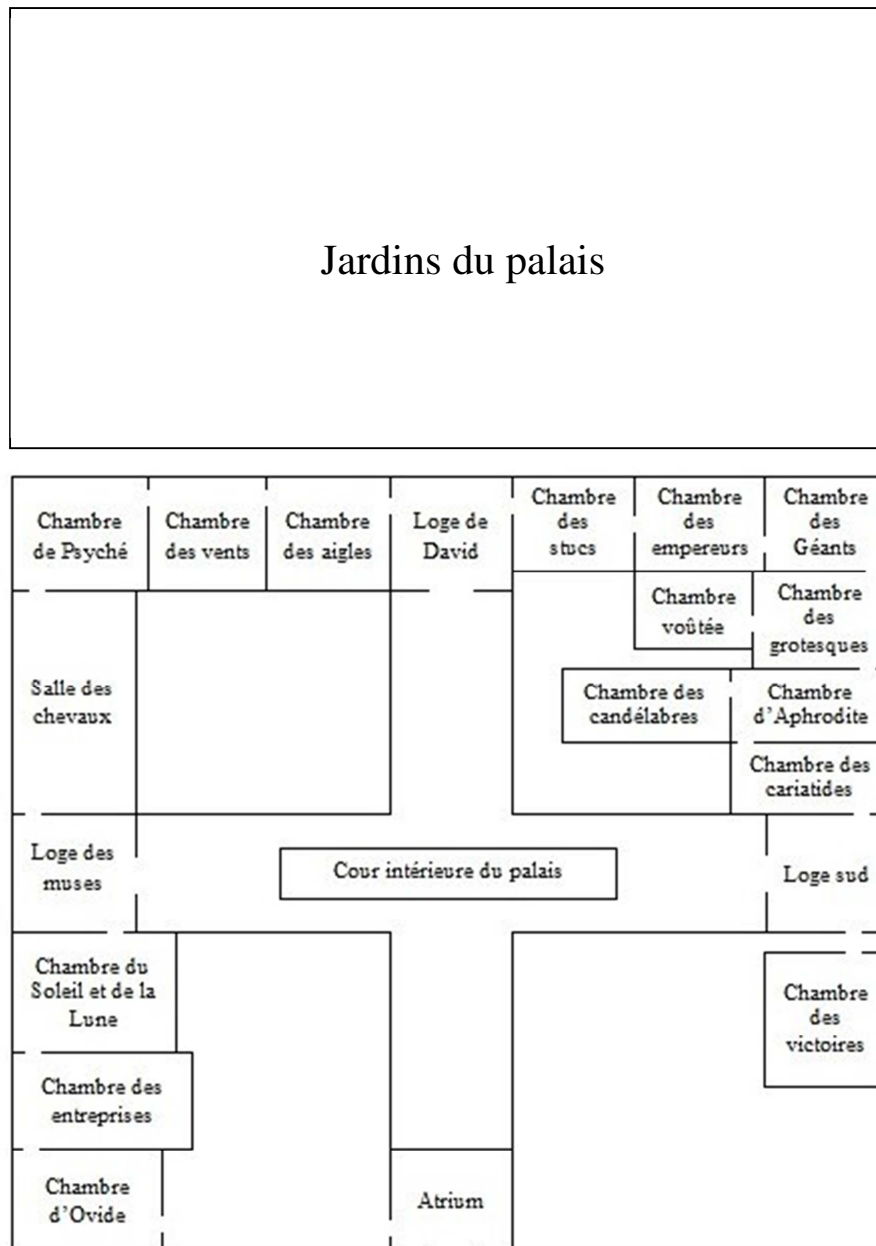 Jardins du palais
Chambre
de Psyché
Chambre
des vents
Chambre
des aigles
Loge de
David
Chambre
des
stucs
Chambre
des
empereurs
Chambre
des
Géants
Chambre
voûtée
Chambre
des
grotesques
Salle des
chevaux
Chambre des
candélabres
Chambre
d'Aphrodite
Chambre des
cariatides
Loge des
muses
Cour intérieure du palais
Loge sud
Chambre du
Soleil et de la
Lune
Chambre
des
victoires
Chambre des
entreprises
Chambre
d'Ovide
Atrium